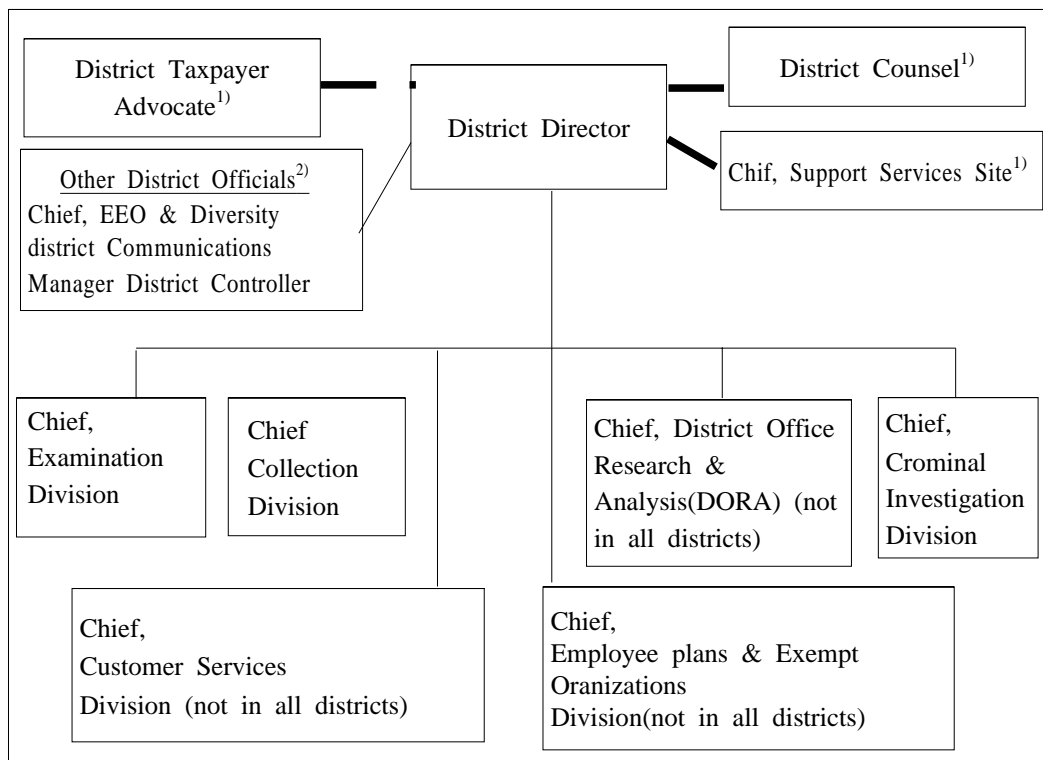 District Taxpayer
Advocate1)
District Director
District Counsel1)
Chif, Support Services Site1)
Other District Officials2)
Chief, EEO & Diversity
district Communications
Manager District Controller
Chief,
Examination
Division
Chief
Collection
Division
Chief, District Office
Research &
Analysis(DORA) (not
in all districts)
Chief,
Crominal
Investigation
Division
Chief,
Customer Services
Division (not in all districts)
Chief,
Employee plans & Exempt
Oranizations
Division(not in all districts)